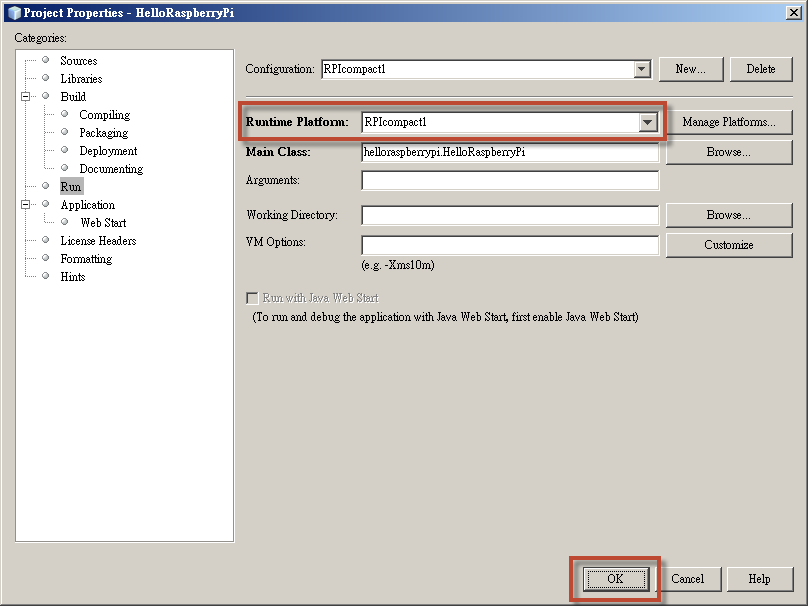 Project Properties - HelloRaspberryPi
Categories:
Sources
Libraries
Build
Compiling
Packaging
Deployment
Documenting
Run
Application
Web Start
License Headers
Formatting
Hints
Configuration: RPIcompact1 New... Delete
Runtime Platform: RPIcompact1 Manage Platforms...
Main Class: helloraspberrypi.HelloRaspberryPi Browse...
Arguments:
Working Directory: Browse...
VM Options: Customize
(e.g. -Xms10m)
Run with Java Web Start
(To run and debug the application with Java Web Start, first enable Java Web Start)
OK Cancel Help